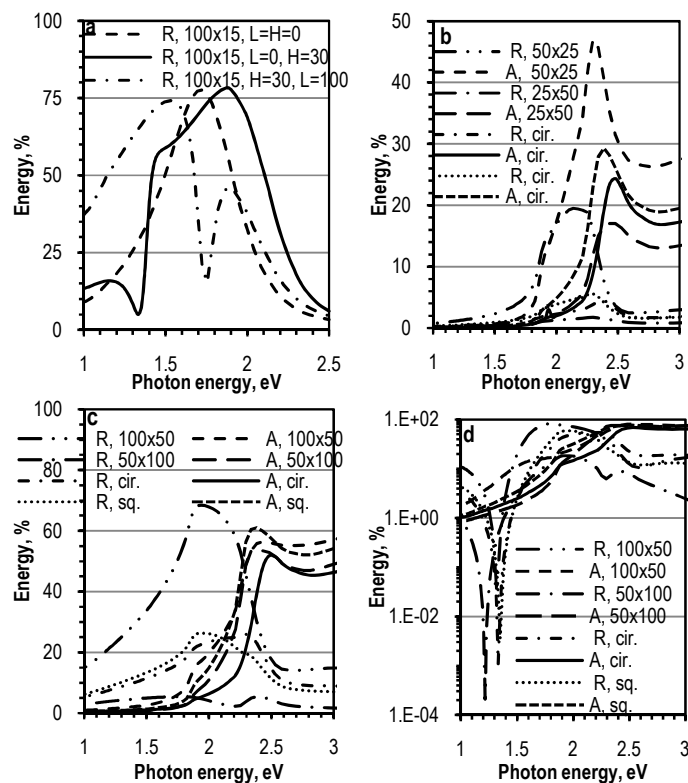 a
R, 100x15, L=H=0
R, 100x15, L=0, H=30
R, 100x15, H=30, L=100
Energy, %
100
75
50
25
0
1
1.5
2
2.5
Photon energy, eV
b
R, 50x25
A, 50x25
R, 25x50
A, 25x50
R, cir.
A, cir.
R, cir.
A, cir.
Energy, %
50
40
30
20
10
0
1
1.5
2
2.5
3
Photon energy, eV
c
R, 100x50
A, 100x50
R, 50x100
A, 50x100
R, cir.
A, cir.
R, sq.
A, sq.
Energy, %
100
80
60
40
20
0
1
1.5
2
2.5
3
Photon energy, eV
d
R, 100x50
A, 100x50
R, 50x100
A, 50x100
R, cir.
A, cir.
R, sq.
A, sq.
Energy, %
1.E+02
1.E+00
1.E-02
1.E-04
1
1.5
2
2.5
3
Photon energy, eV